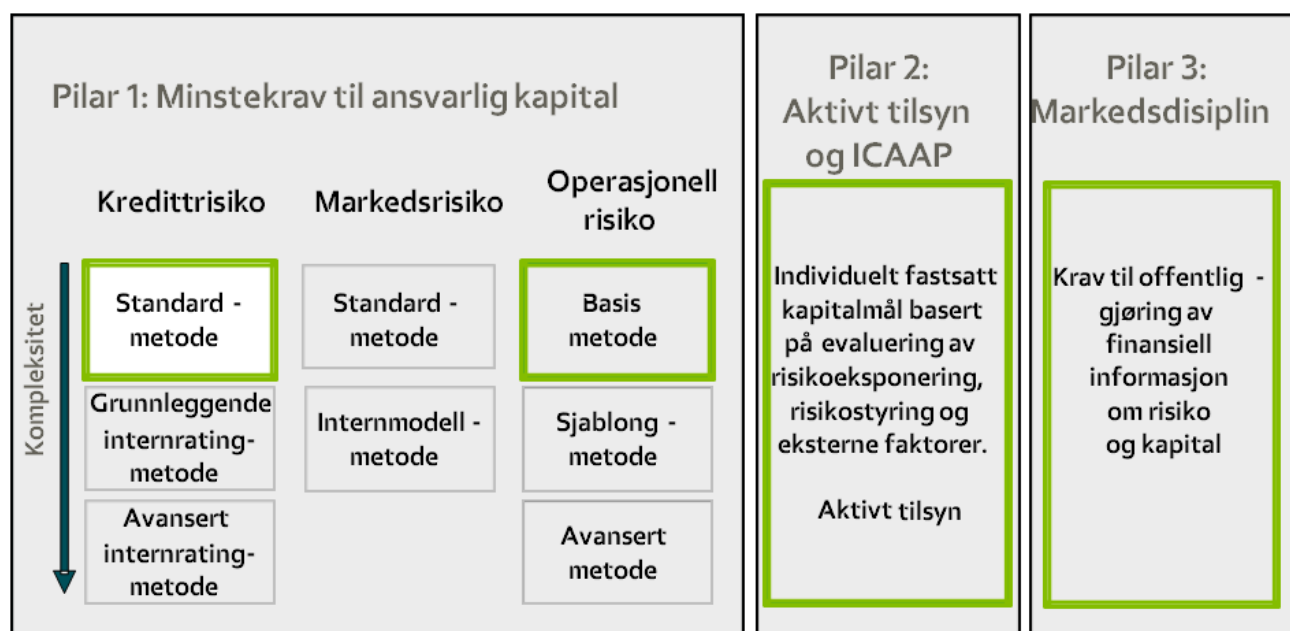 Pilar 1: Minstekrav til ansvarlig kapital
Kredittrisiko
Markedsrisiko
Operasjonell
risiko
Kompleksitet
Standard -
metode
Grunnleggende
internrating-
metode
Avansert
internrating-
metode
Standard -
metode
Internmodell -
metode
Basis
metode
Sjablong -
metode
Avansert
metode
Pilar 2:
Aktivt tilsyn
og ICAAP
Individuelt fastsatt
kapitalmål basert
på evaluering av
risikoeksponering,
risikostyring og
eksterne faktorer.
Aktivt tilsyn
Pilar 3:
Markedsdisiplin
Krav til offentlig -
gjøring av
finansiell
informasjon
om risiko
og kapital